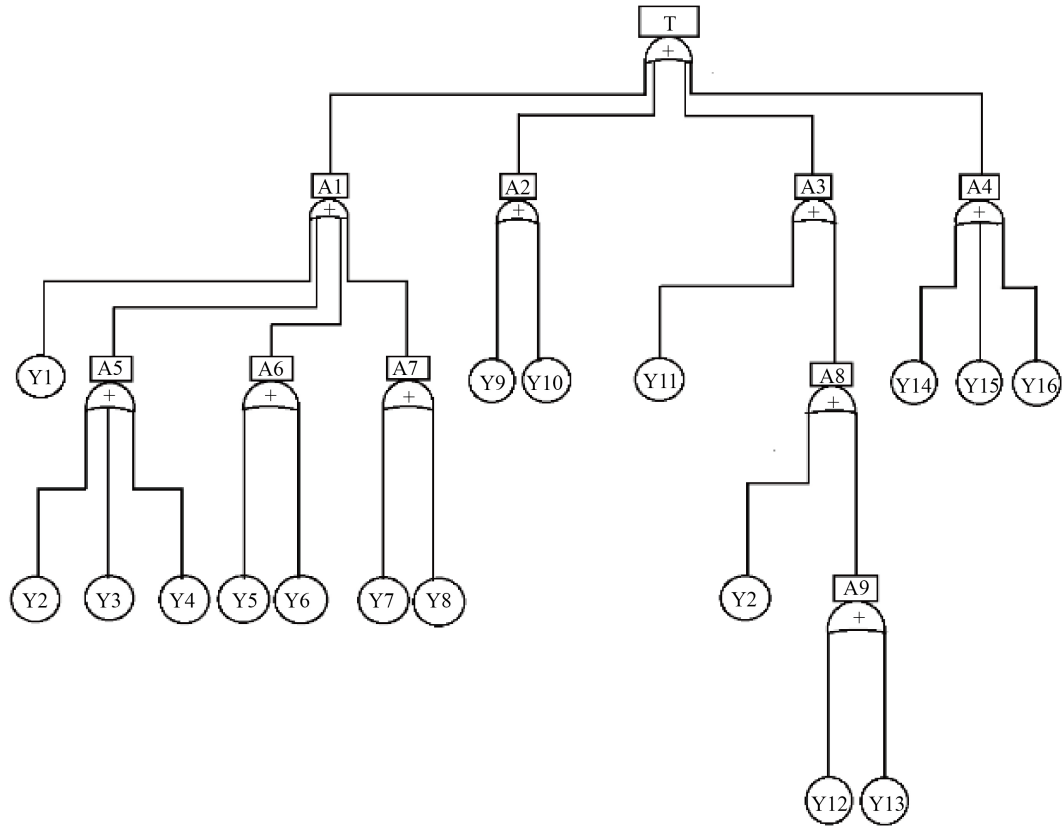 T
+
A1 A2 A3 A4
+ + + +
Y1 A5 A6 A7 Y9 Y10 Y11 A8 Y14 Y15 Y16
+ + + +
Y2 Y3 Y4 Y5 Y6 Y7 Y8 Y2 A9
+
Y12 Y13